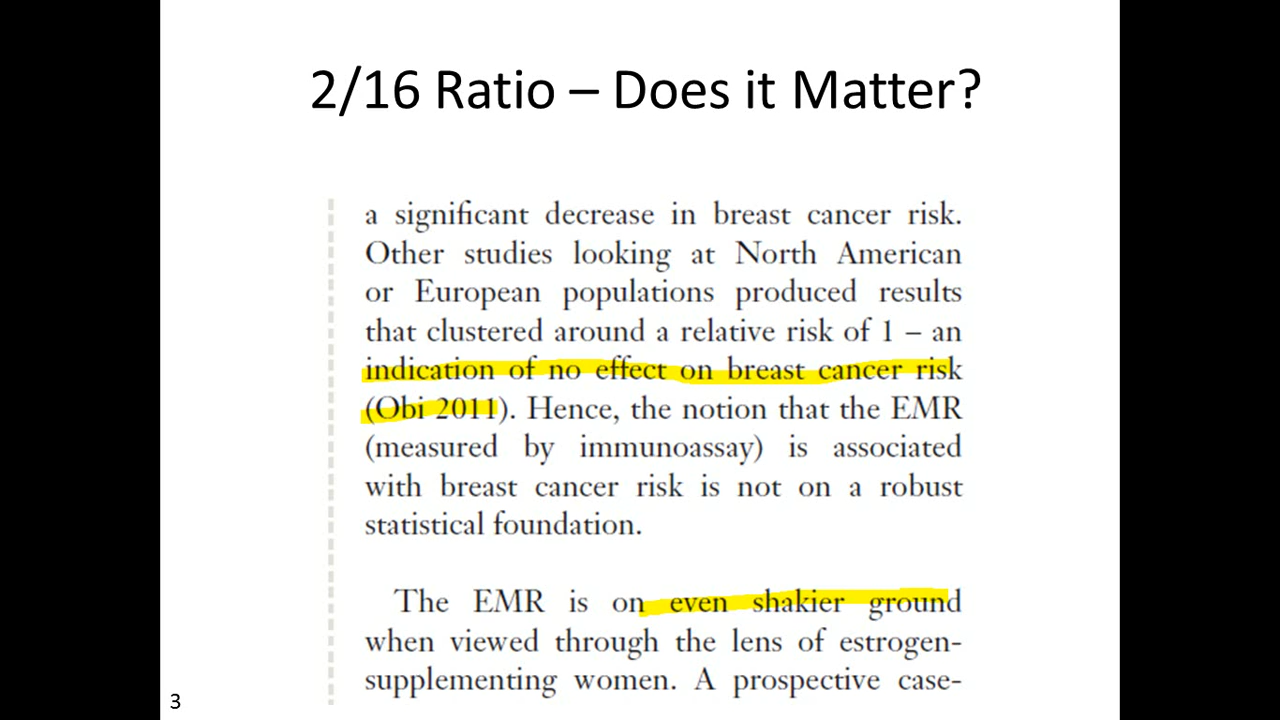 2/16 Ratio – Does it Matter?
a significant decrease in breast cancer risk.
Other studies looking at North American
or European populations produced results
that clustered around a relative risk of 1 – an
indication of no effect on breast cancer risk
(Obi 2011). Hence, the notion that the EMR
(measured by immunoassay) is associated
with breast cancer risk is not on a robust
statistical foundation.
The EMR is on even shakier ground
when viewed through the lens of estrogen-
supplementing women. A prospective case-
3